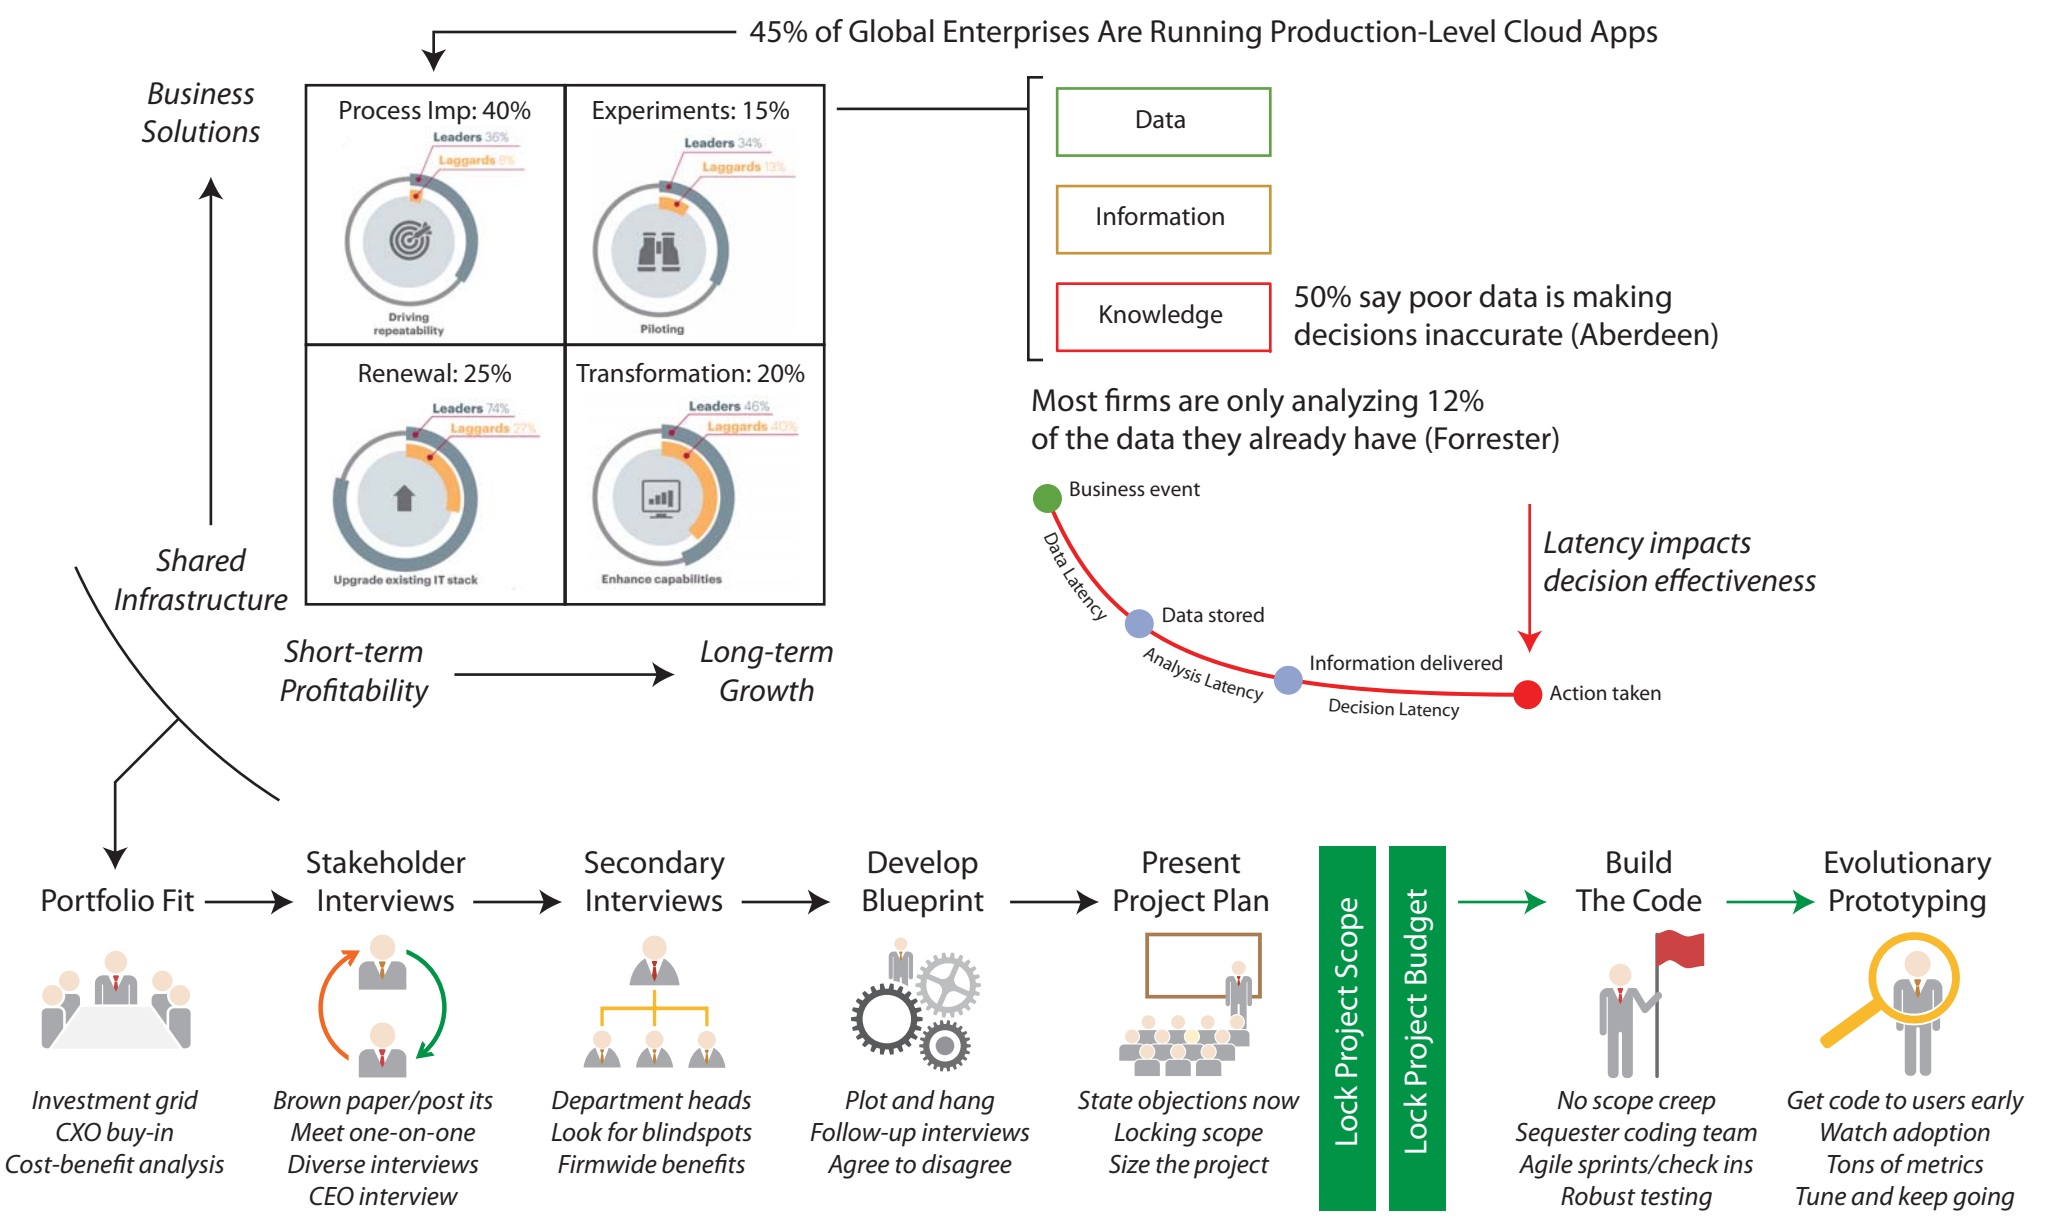 45% of Global Enterprises Are Running Production-Level Cloud Apps
Business
Solutions
Shared
Infrastructure
Short-term
Profitability
Long-term
Growth
Process Imp: 40%
Leaders 36%
Laggards 8%
Driving
repeatability
Experiments: 15%
Leaders 34%
Laggards 13%
Piloting
Renewal: 25%
Leaders 74%
Laggards 27%
Upgrade existing IT stack
Transformation: 20%
Leaders 46%
Laggards 40%
Enhance capabilities
Data
Information
Knowledge
50% say poor data is making
decisions inaccurate (Aberdeen)
Most firms are only analyzing 12%
of the data they already have (Forrester)
Business event
Data Latency
Data stored
Analysis Latency
Information delivered
Decision Latency
Action taken
Latency impacts
decision effectiveness
Portfolio Fit
Investment grid
CXO buy-in
Cost-benefit analysis
Stakeholder
Interviews
Brown paper/post its
Meet one-on-one
Diverse interviews
CEO interview
Secondary
Interviews
Department heads
Look for blindspots
Firmwide benefits
Develop
Blueprint
Plot and hang
Follow-up interviews
Agree to disagree
Present
Project Plan
State objections now
Locking scope
Size the project
Lock Project Scope
Lock Project Budget
Build
The Code
No scope creep
Sequester coding team
Agile sprints/check ins
Robust testing
Evolutionary
Prototyping
Get code to users early
Watch adoption
Tons of metrics
Tune and keep going